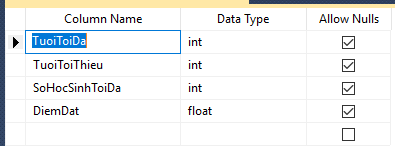 Column Name Data Type Allow Nulls
TuoiToiDa int
TuoiToiThieu int
SoHocSinhToiDa int
DiemDat float